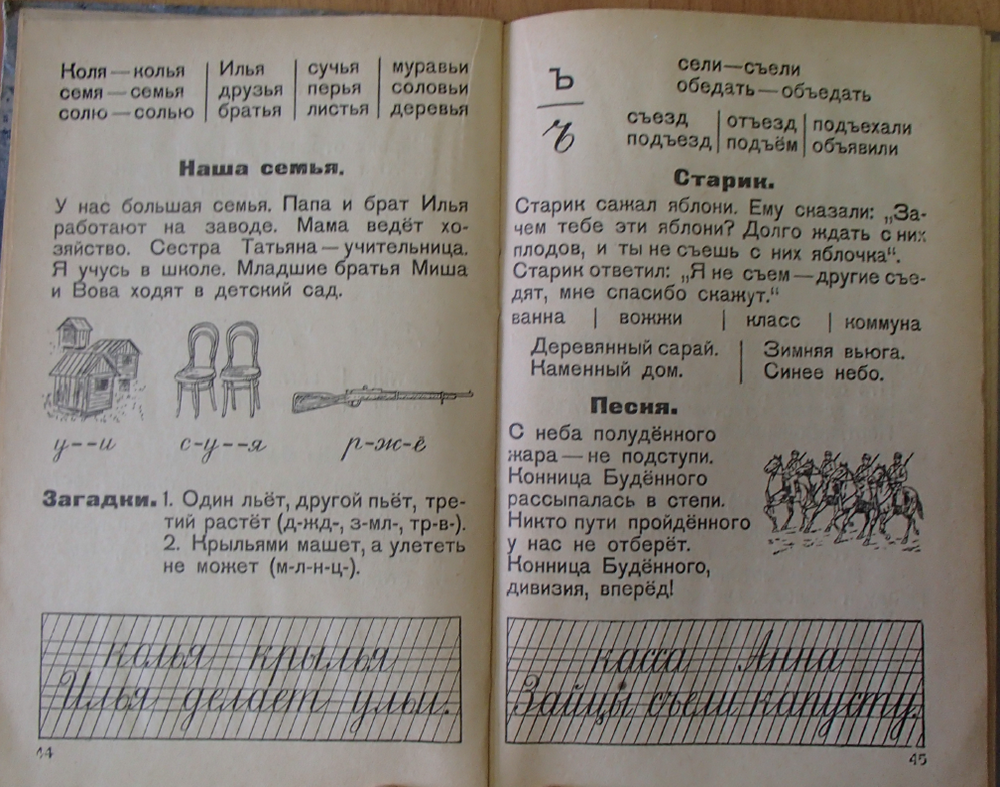 Коля — колья | Илья | сучья | муравьи
семя — семья | друзья | перья | соловьи
солю — солью | братья | листья | деревья
Наша семья.
У нас большая семья. Папа и брат Илья
работают на заводе. Мама ведёт хо-
зяйство. Сестра Татьяна — учительница.
Я учусь в школе. Младшие братья Миша
и Вова ходят в детский сад.
у--и с-у--я р-ж-ё
Загадки. 1. Один льёт, другой пьёт, тре-
тий растёт (д-жд-, з-мл-, тр-в-).
2. Крыльями машет, а улететь
не может (м-л-н-ц-).
колья крылья
Илья делает ульи.
44
Ъ
ъ
сели — съели
обедать — объедать
съезд | отъезд | подъехали
подъезд | подъём | объявили
Старик.
Старик сажал яблони. Ему сказали: „За-
чем тебе эти яблони? Долго ждать с них
плодов, и ты не съешь с них яблочка“.
Старик ответил: „Я не съем — другие съе-
дят, мне спасибо скажут.“
ванна | вожжи | класс | коммуна
Деревянный сарай. | Зимняя вьюга.
Каменный дом. | Синее небо.
Песня.
С неба полудённого
жара — не подступи.
Конница Будённого
рассыпалась в степи.
Никто пути пройдённого
у нас не отберёт.
Конница Будённого,
дивизия, вперёд!
касса Анна
Зайцы съели капусту.
45